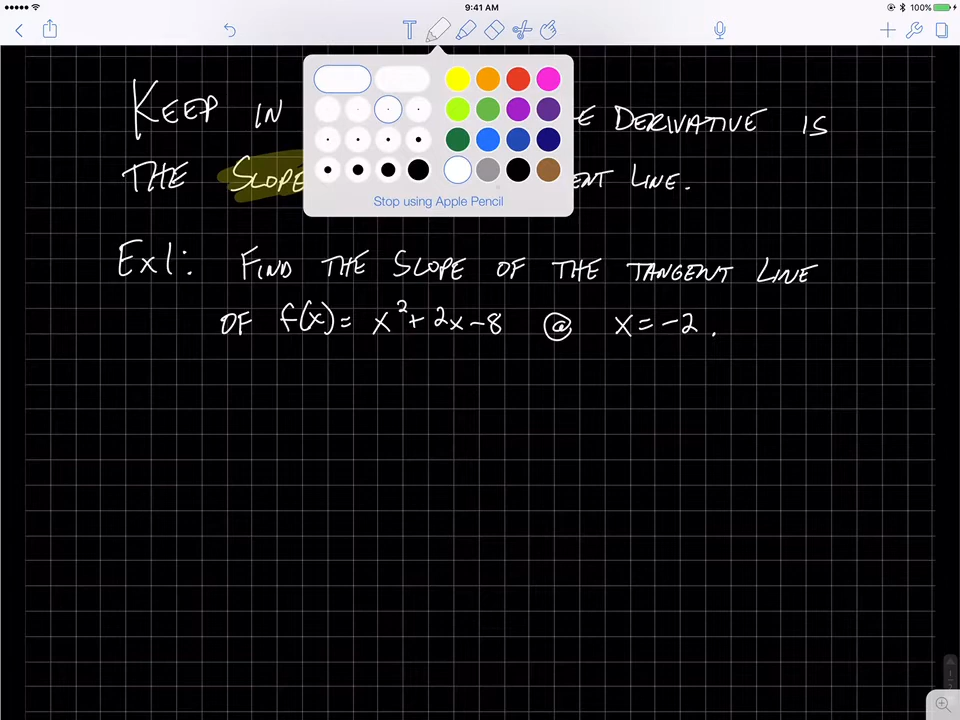 9:41 AM
100%
T
KEEP IN E DERIVATIVE IS
THE SLOPE ENT LINE.
Stop using Apple Pencil
EX1: FIND THE SLOPE OF THE TANGENT LINE
OF f(x) = x²+2x-8 @ x=-2.